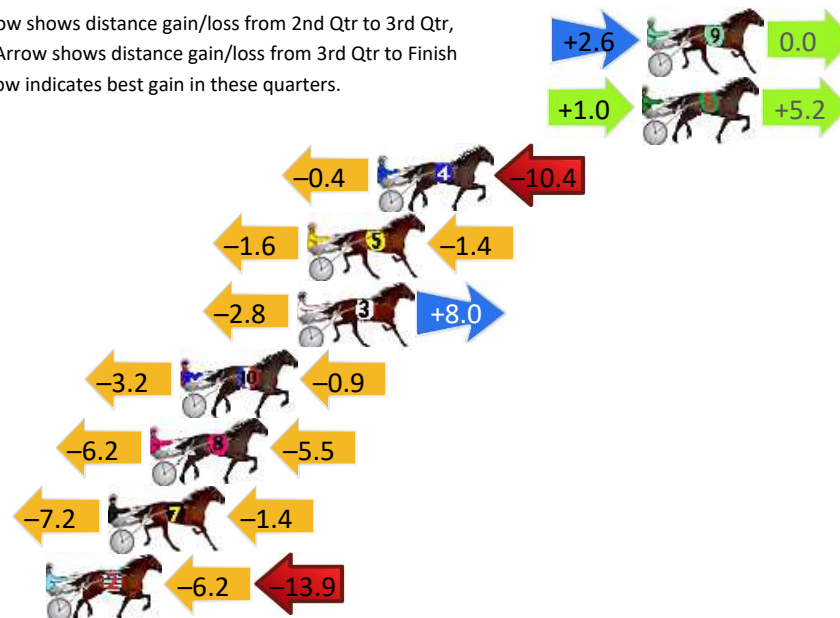 ow shows distance gain/loss from 2nd Qtr to 3rd Qtr,
Arrow shows distance gain/loss from 3rd Qtr to Finish
ow indicates best gain in these quarters.
+2.6 9 0.0
+1.0 +5.2
–0.4 4 –10.4
–1.6 5 –1.4
–2.8 3 +8.0
–3.2 10 –0.9
–6.2 8 –5.5
–7.2 7 –1.4
2 –6.2 –13.9